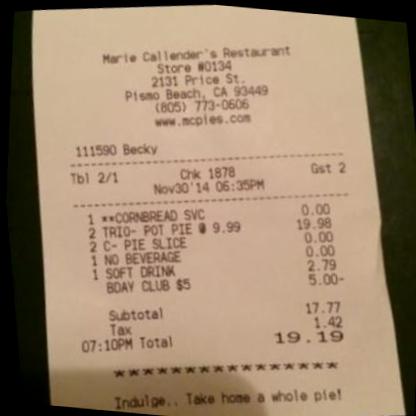 Marie Callender's Restaurant
Store #0134
2131 Price St.
Pismo Beach, CA 93449
(805) 773-0606
www.mcpies.com
111590 Becky
Tbl 2/1 Chk 1878 Gst 2
Nov30'14 06:35PM
1 **CORNBREAD SVC 0.00
2 TRIO- POT PIE @ 9.99 19.98
2 C- PIE SLICE 0.00
1 NO BEVERAGE 0.00
1 SOFT DRINK 2.79
BDAY CLUB $5 5.00-
Subtotal 17.77
Tax 1.42
07:10PM Total 19.19
*******************
Indulge.. Take home a whole pie!